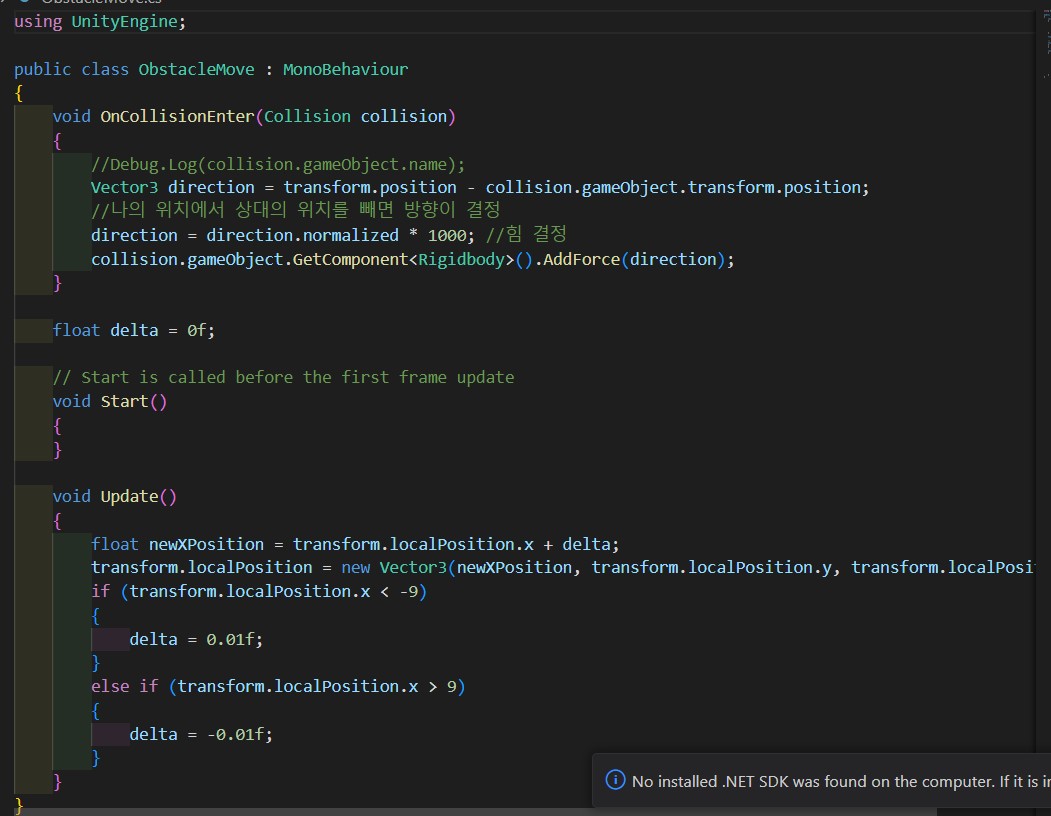 ObstacleMove.cs
using UnityEngine;
public class ObstacleMove : MonoBehaviour
{
void OnCollisionEnter(Collision collision)
{
//Debug.Log(collision.gameObject.name);
Vector3 direction = transform.position - collision.gameObject.transform.position;
//나의 위치에서 상대의 위치를 빼면 방향이 결정
direction = direction.normalized * 1000; //힘 결정
collision.gameObject.GetComponent<Rigidbody>().AddForce(direction);
}
float delta = 0f;
// Start is called before the first frame update
void Start()
{
}
void Update()
{
float newXPosition = transform.localPosition.x + delta;
transform.localPosition = new Vector3(newXPosition, transform.localPosition.y, transform.localPosi
if (transform.localPosition.x < -9)
{
delta = 0.01f;
}
else if (transform.localPosition.x > 9)
{
delta = -0.01f;
}
}
}
No installed .NET SDK was found on the computer. If it is i